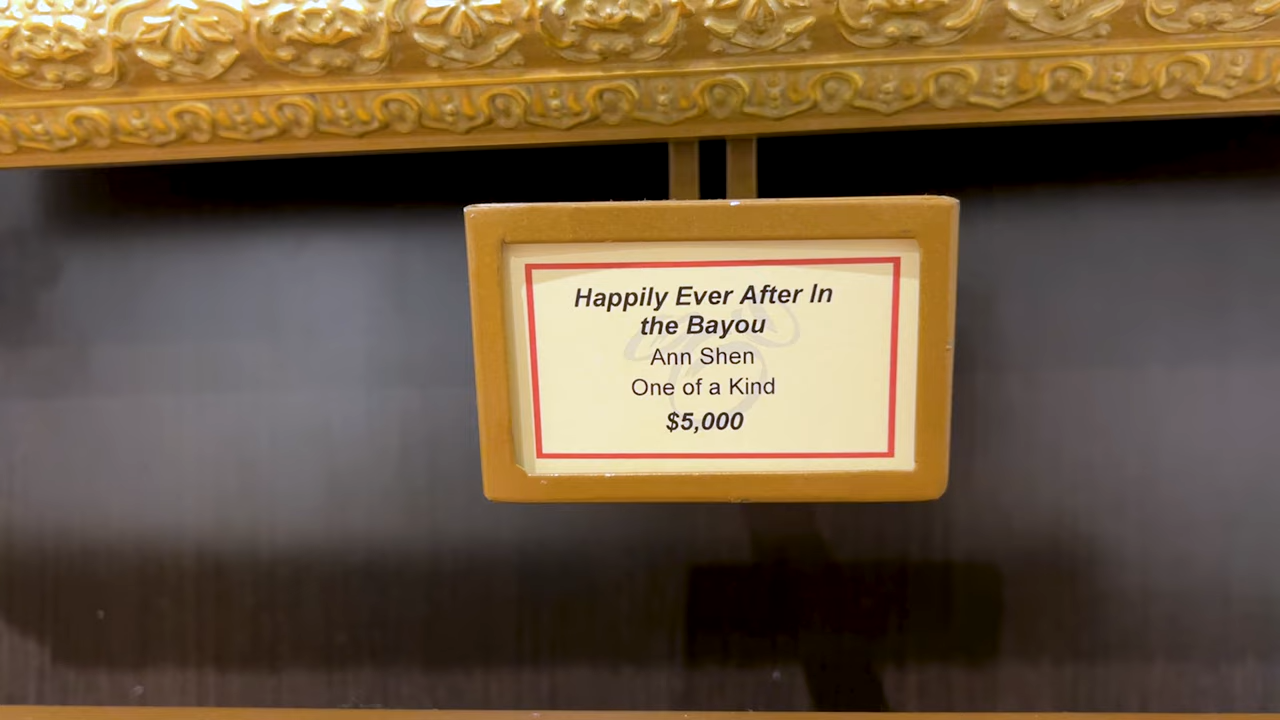 Happily Ever After In
the Bayou
Ann Shen
One of a Kind
$5,000